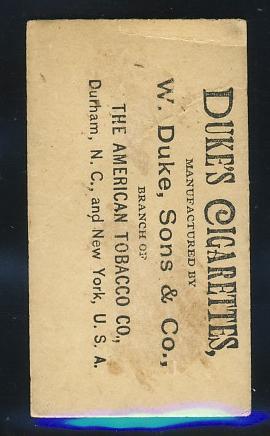 DUKE'S CIGARETTES,
MANUFACTURED BY
W. Duke, Sons & Co.,
BRANCH OF
THE AMERICAN TOBACCO CO.,
Durham, N. C., and New York, U. S. A.